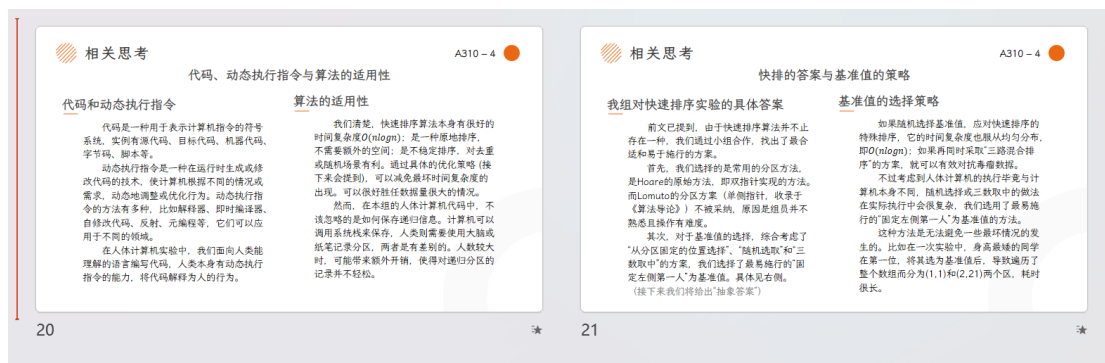 相关思考
A310 – 4
代码、动态执行指令与算法的适用性
代码和动态执行指令
代码是一种用于表示计算机指令的符号
系统，实例有源代码、目标代码、机器代码、
字节码、脚本等。
动态执行指令是一种在运行时生成或修
改代码的技术，使计算机根据不同的情况或
需求，动态地调整或优化行为。动态执行指
令的方法有多种，比如解释器、即时编译器、
自修改代码、反射、元编程等，它们可以应
用于不同的领域。
在人体计算机实验中，我们面向人类能
理解的语言编写代码，人类本身有动态执行
指令的能力，将代码解释为人的行为。
算法的适用性
我们清楚，快速排序算法本身有很好的
时间复杂度O(nlogn)；是一种原地排序，
不需要额外的空间；是不稳定排序，对去重
或随机场景有利。通过具体的优化策略（接
下来会提到），可以减免最坏时间复杂度的
出现。可以很好胜任数据量很大的情况。
然而，在本组的人体计算机代码中，不
该忽略的是如何保存递归信息。计算机可以
调用系统栈来保存，人类则需要使用大脑或
纸笔记录分区，两者是有差别的。人数较大
时，可能带来额外开销，使得对递归分区的
记录并不轻松。
20
相关思考
A310 – 4
快排的答案与基准值的策略
我组对快速排序实验的具体答案
前文已提到，由于快速排序算法并不止
存在一种，我们通过小组合作，找出了最合
适和易于施行的方案。
首先，我们选择的是常用的分区方法，
是Hoare的原始方法，即双指针实现的方法。
而Lomuto的分区方案（单侧指针，收录于
《算法导论》）不被采纳，原因是组员并不
熟悉且操作有难度。
其次，对于基准值的选择，综合考虑了
“从分区固定的位置选择”、“随机选取”和“三
数取中”的方案，我们选择了最易施行的“固
定左侧第一人”为基准值。具体见右侧。
（接下来我们将给出“抽象答案”）
基准值的选择策略
如果随机选择基准值，应对快速排序的
特殊排序，它的时间复杂度也服从均匀分布，
即O(nlogn)；如果再同时采取“三路混合排
序”的方案，就可以有效对抗毒瘤数据。
不过考虑到人体计算机的执行毕竟与计
算机本身不同，随机选择或三数取中的做法
在实际执行中会很复杂，我们选用了最易施
行的“固定左侧第一人”为基准值的方法。
这种方法是无法避免一些最坏情况的发
生的。比如在一次实验中，身高最矮的同学
在第一位，将其选为基准值后，导致遍历了
整个数组而分为(1,1)和(2,21)两个区，耗时
很长。
21